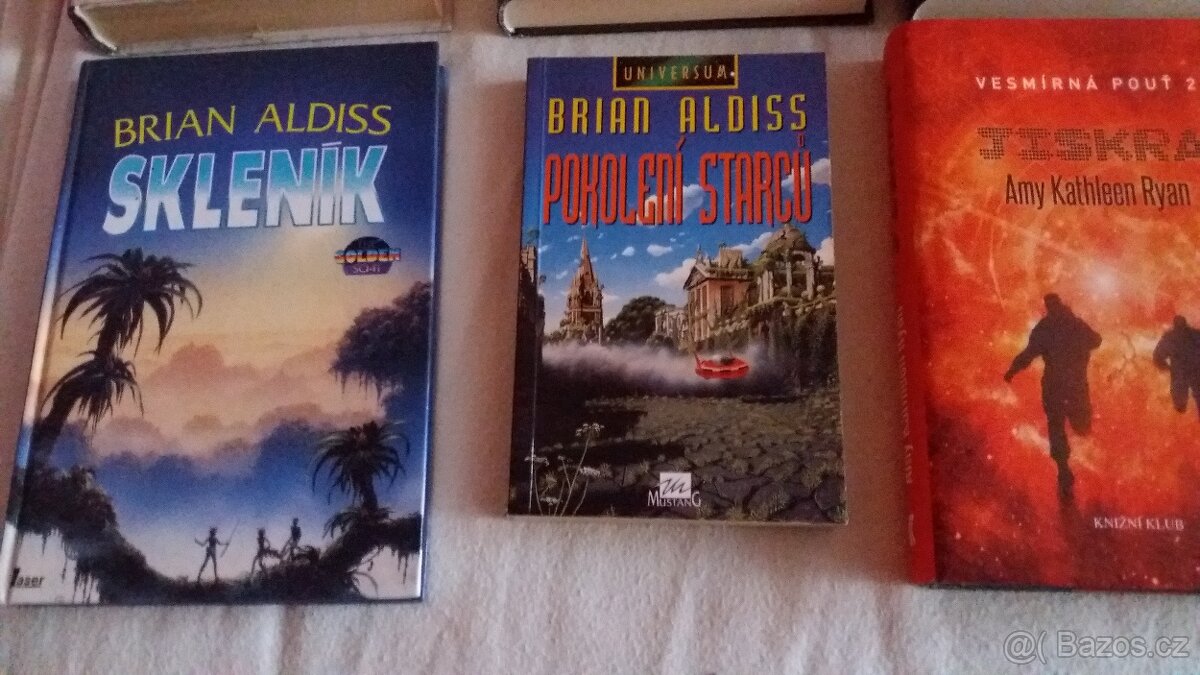 BRIAN ALDISS
SKLENÍK
GOLDEN
SCI-FI
laser
UNIVERSUM
BRIAN ALDISS
POKOLENÍ STARCŮ
MUSTANG
VESMÍRNÁ POUŤ 2
JISKRA
Amy Kathleen Ryan
KNIŽNÍ KLUB
Bazos.cz